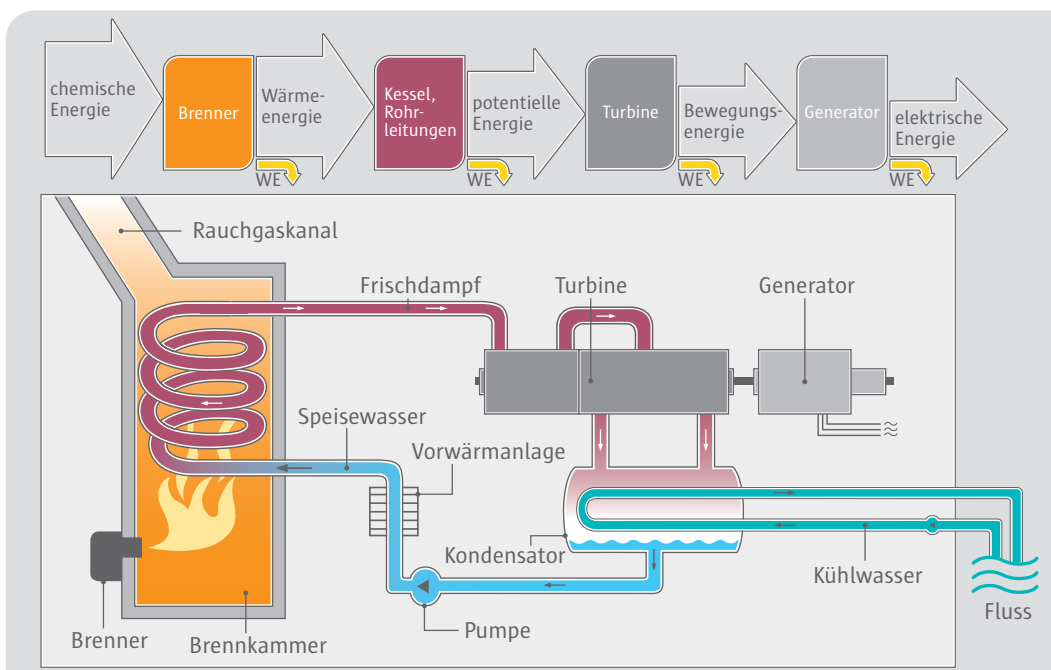 chemische
Energie
Brenner
Wärme-
energie
WE
Kessel,
Rohr-
leitungen
potentielle
Energie
WE
Turbine
Bewegungs-
energie
WE
Generator
elektrische
Energie
WE
Rauchgaskanal
Frischdampf
Turbine
Generator
Speisewasser
Vorwärmanlage
Kondensator
Kühlwasser
Fluss
Brenner
Brennkammer
Pumpe